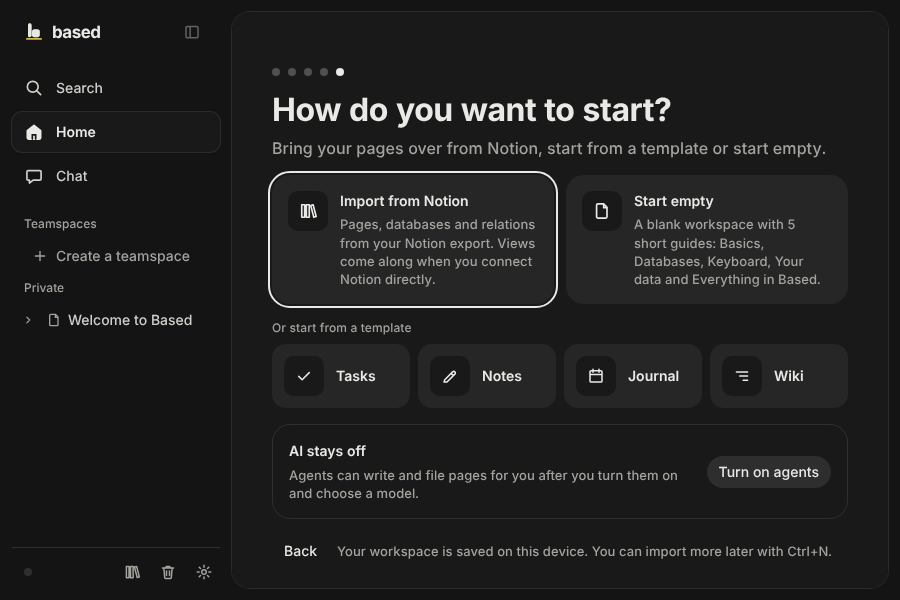 based
Search
Home
Chat
Teamspaces
Create a teamspace
Private
Welcome to Based
How do you want to start?
Bring your pages over from Notion, start from a template or start empty.
Import from Notion
Pages, databases and relations
from your Notion export. Views
come along when you connect
Notion directly.
Start empty
A blank workspace with 5
short guides: Basics,
Databases, Keyboard, Your
data and Everything in Based.
Or start from a template
Tasks
Notes
Journal
Wiki
AI stays off
Agents can write and file pages for you after you turn them on
and choose a model.
Turn on agents
Back
Your workspace is saved on this device. You can import more later with Ctrl+N.